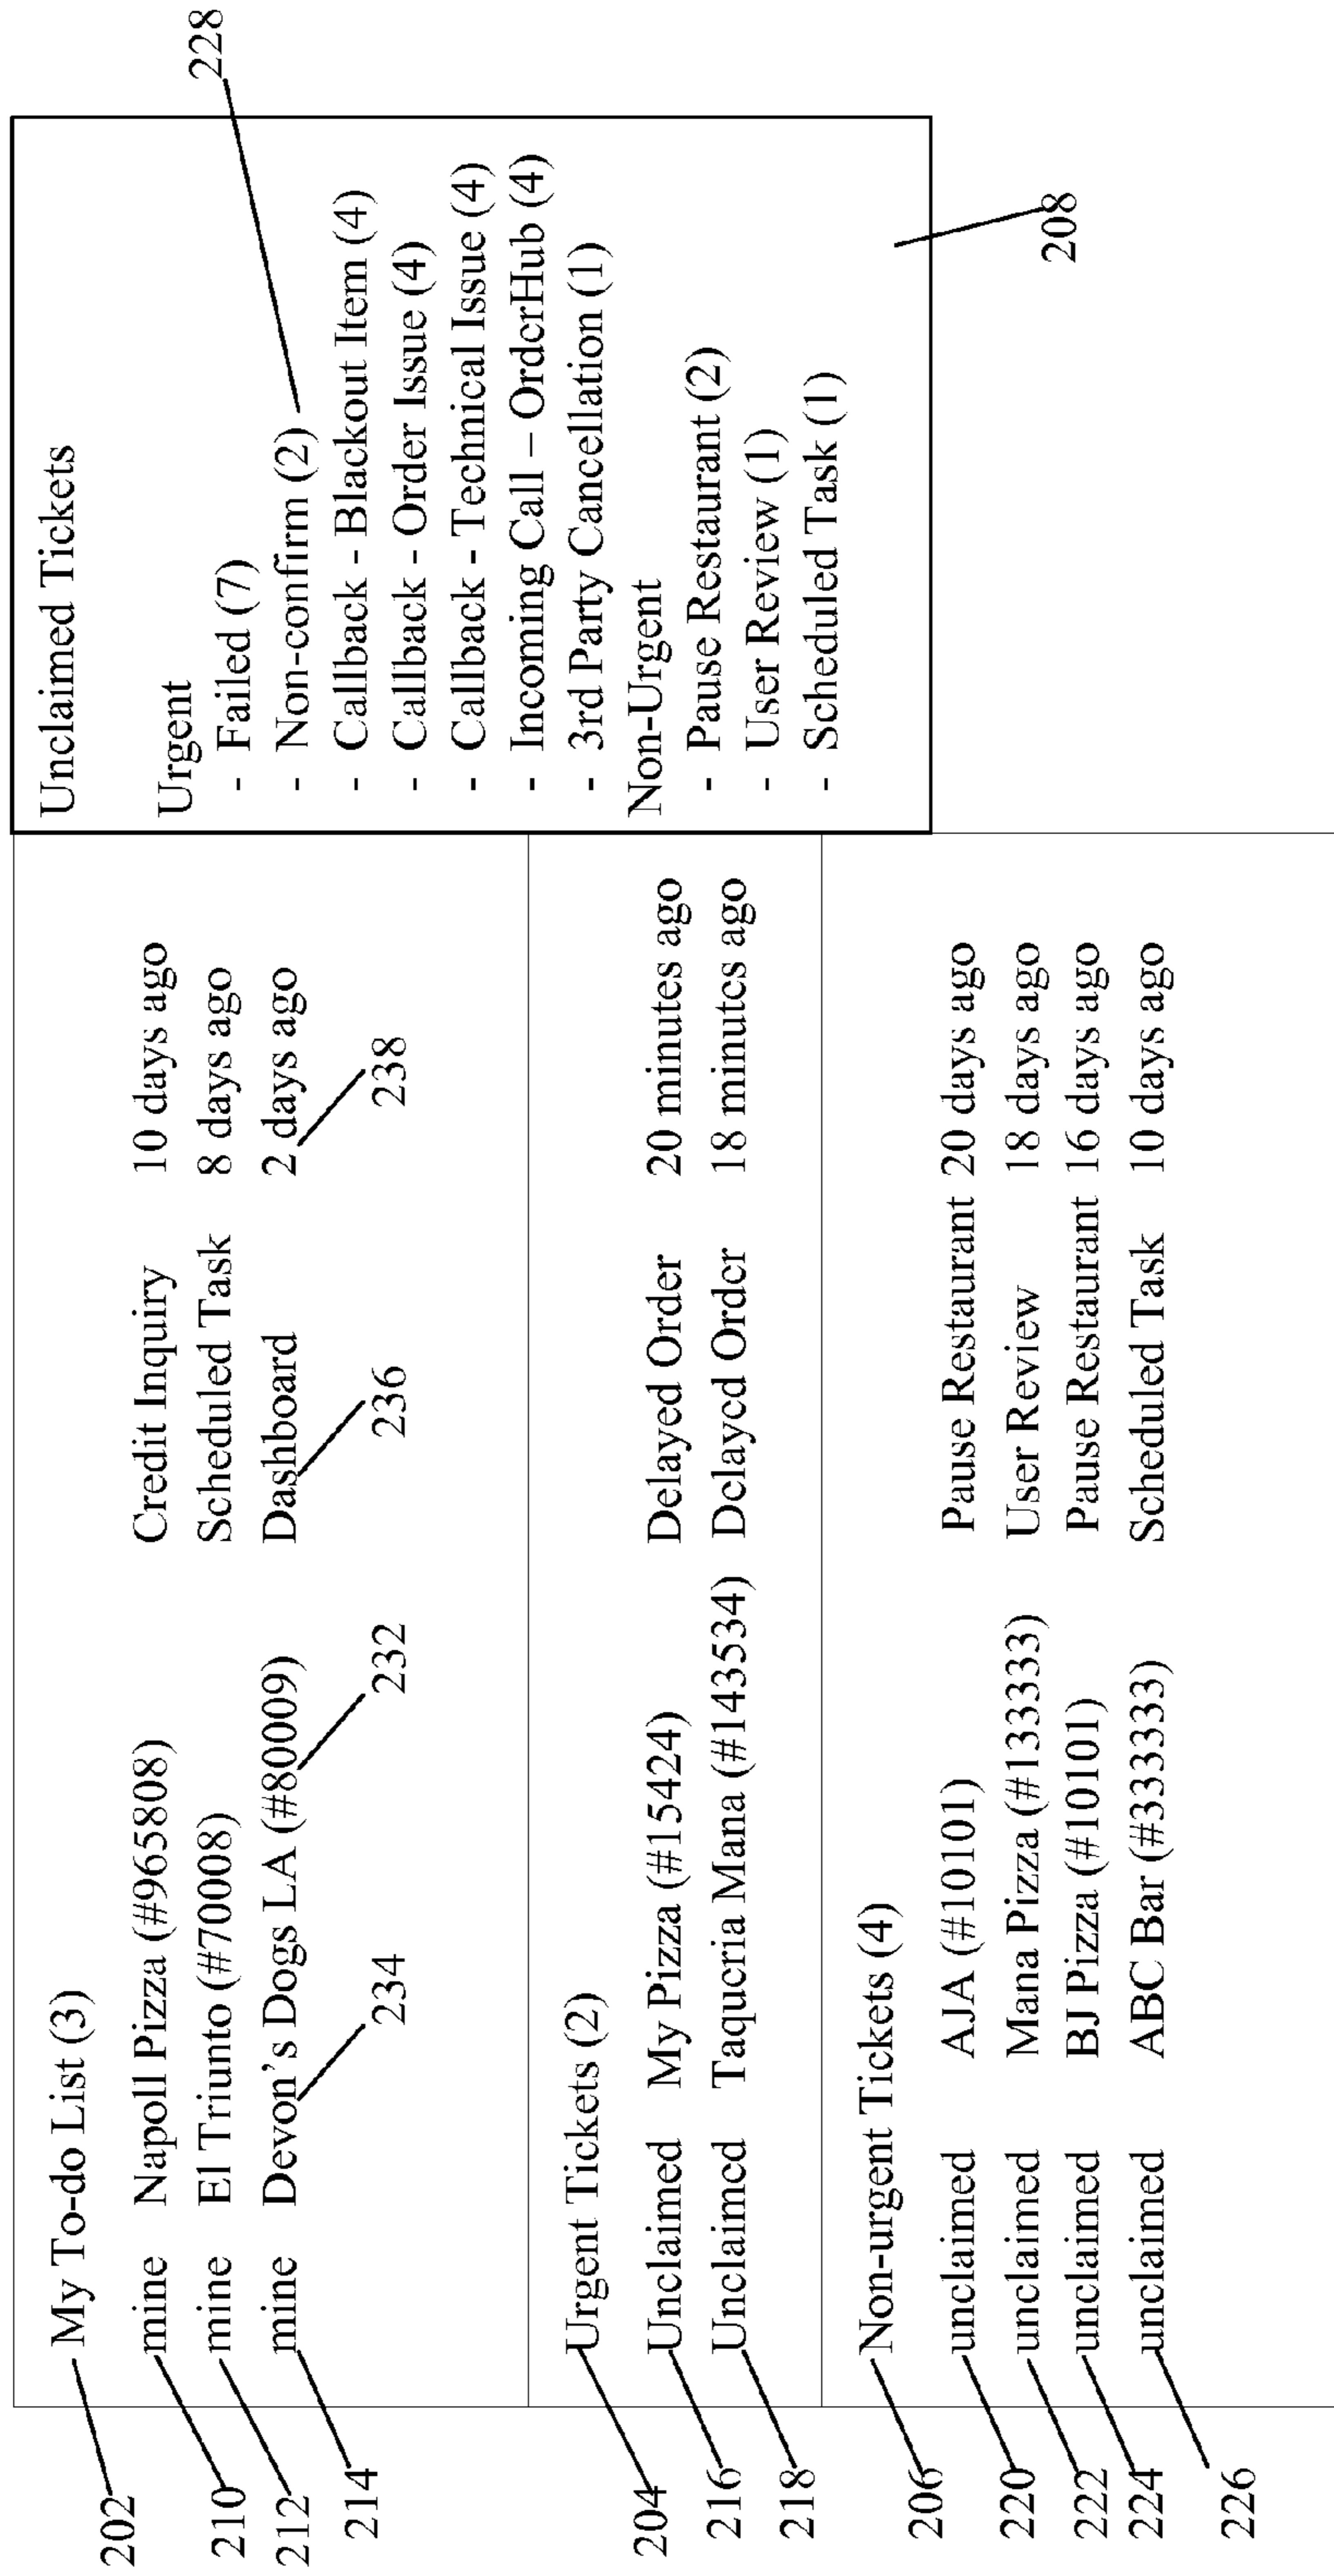 202 My To-do List (3)
210 mine Napoll Pizza (#965808) Credit Inquiry 10 days ago
212 mine El Triunto (#70008) Scheduled Task 8 days ago
214 mine Devon's Dogs LA (#80009) Dashboard 2 days ago
234 232 236 238
204 Urgent Tickets (2)
216 Unclaimed My Pizza (#15424) Delayed Order 20 minutes ago
218 Unclaimed Taqueria Mana (#143534) Delayed Order 18 minutes ago
206 Non-urgent Tickets (4)
220 unclaimed AJA (#10101) Pause Restaurant 20 days ago
222 unclaimed Mana Pizza (#133333) User Review 18 days ago
224 unclaimed BJ Pizza (#10101) Pause Restaurant 16 days ago
226 unclaimed ABC Bar (#333333) Scheduled Task 10 days ago
Unclaimed Tickets
Urgent
- Failed (7)
228
- Non-confirm (2)
- Callback - Blackout Item (4)
- Callback - Order Issue (4)
- Callback - Technical Issue (4)
- Incoming Call – OrderHub (4)
- 3rd Party Cancellation (1)
Non-Urgent
- Pause Restaurant (2)
- User Review (1)
- Scheduled Task (1)
208